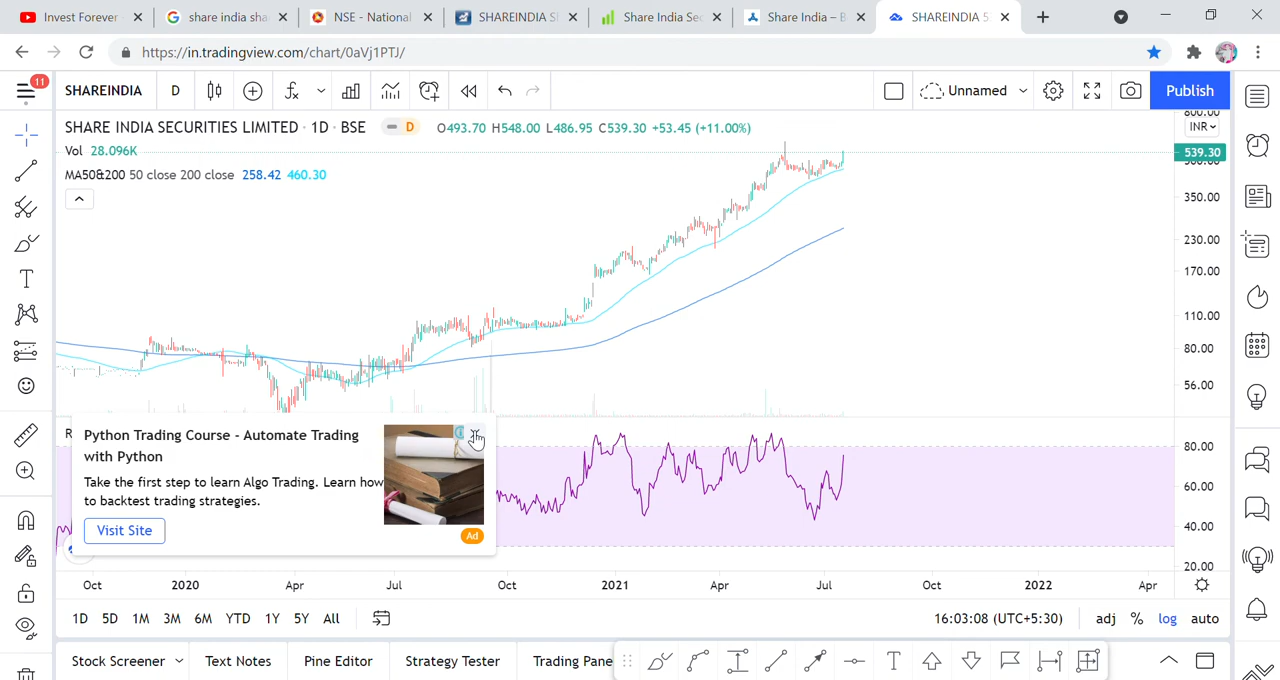 Invest Forever
share india sha
NSE - National
SHAREINDIA S
Share India Sec
Share India – B
SHAREINDIA 5
https://in.tradingview.com/chart/0aVj1PTJ/
11
SHAREINDIA
D
Unnamed
Publish
SHARE INDIA SECURITIES LIMITED · 1D · BSE
D
O493.70 H548.00 L486.95 C539.30 +53.45 (+11.00%)
Vol 28.096K
MA50&200 50 close 200 close 258.42 460.30
800.00
INR
539.30
500.00
350.00
230.00
170.00
110.00
80.00
56.00
R
Python Trading Course - Automate Trading
with Python
Take the first step to learn Algo Trading. Learn how
to backtest trading strategies.
Visit Site
Ad
80.00
60.00
40.00
20.00
Oct 2020 Apr Jul Oct 2021 Apr Jul Oct 2022 Apr
1D 5D 1M 3M 6M YTD 1Y 5Y All
16:03:08 (UTC+5:30)
adj % log auto
Stock Screener
Text Notes
Pine Editor
Strategy Tester
Trading Pane